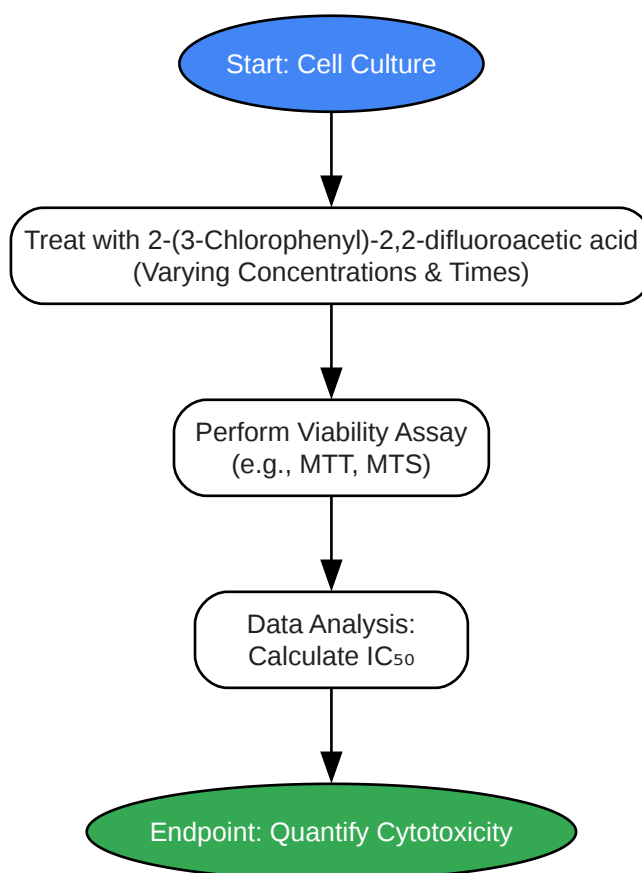 Start: Cell Culture
Treat with 2-(3-Chlorophenyl)-2,2-difluoroacetic acid
(Varying Concentrations & Times)
Perform Viability Assay
(e.g., MTT, MTS)
Data Analysis:
Calculate IC₅₀
Endpoint: Quantify Cytotoxicity